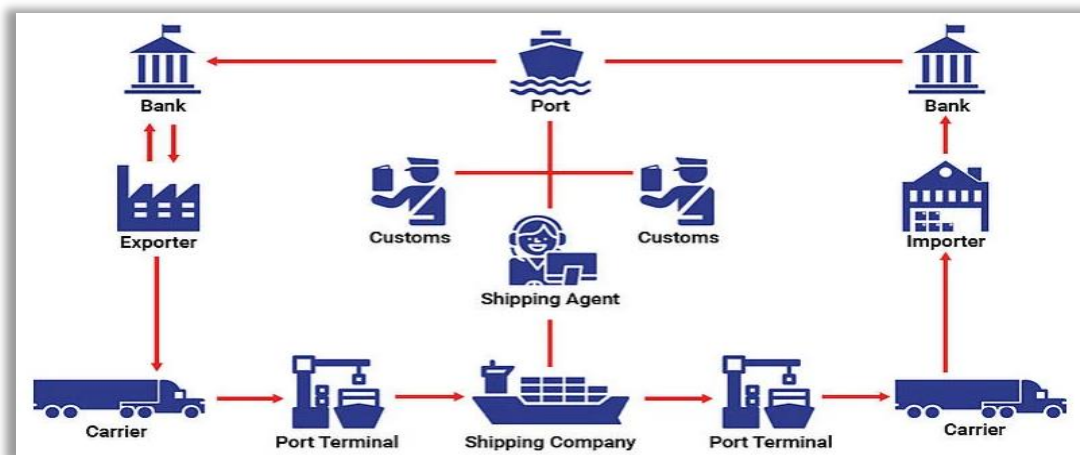 Bank
Port
Bank
Exporter
Customs
Customs
Importer
Shipping Agent
Carrier
Port Terminal
Shipping Company
Port Terminal
Carrier